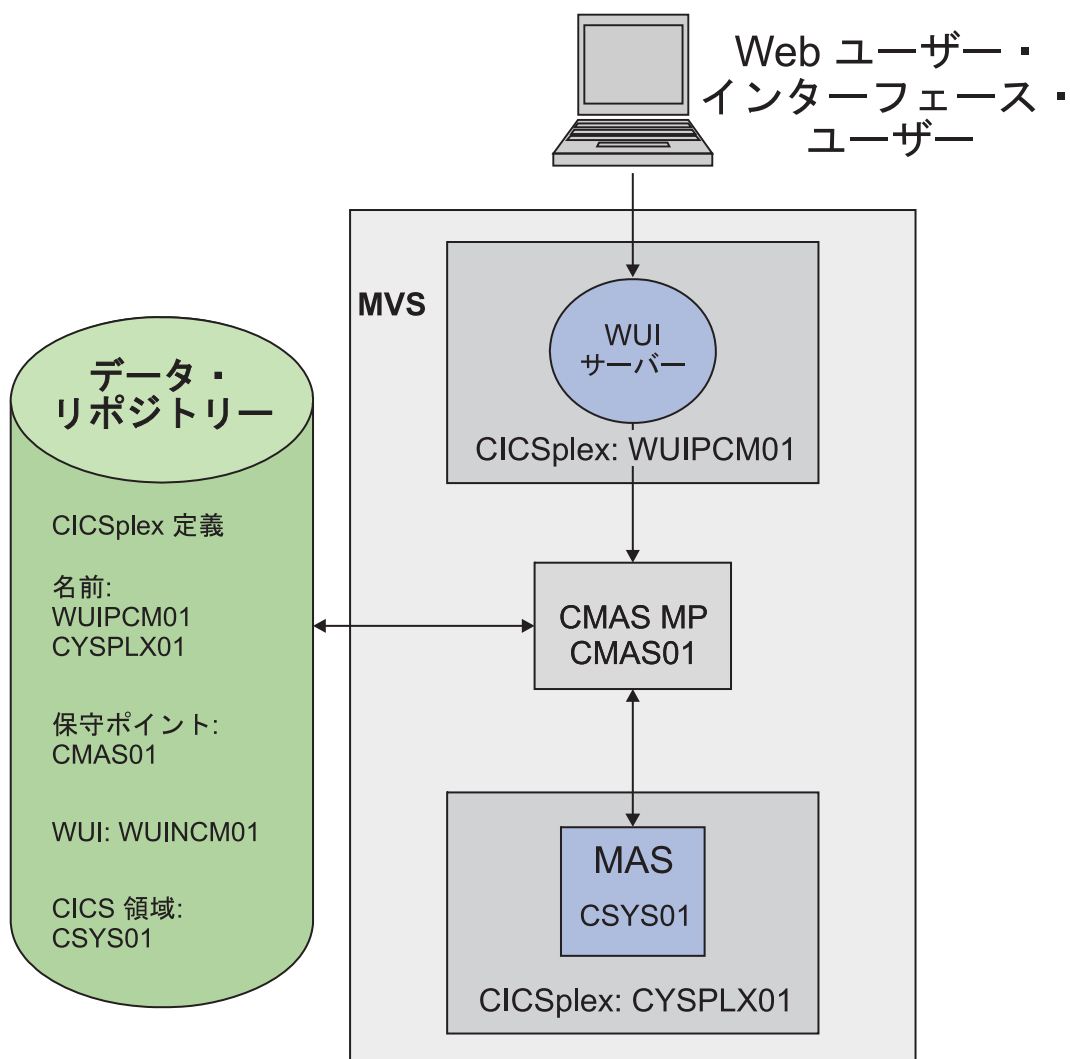 Web ユーザー・
インターフェース・
ユーザー
MVS
WUI
サーバー
CICSplex: WUIPCM01
データ・
リポジトリー
CICSplex 定義
名前:
WUIPCM01
CYSPLX01
保守ポイント:
CMAS01
WUI: WUINCM01
CICS 領域:
CSYS01
CMAS MP
CMAS01
MAS
CSYS01
CICSplex: CYSPLX01